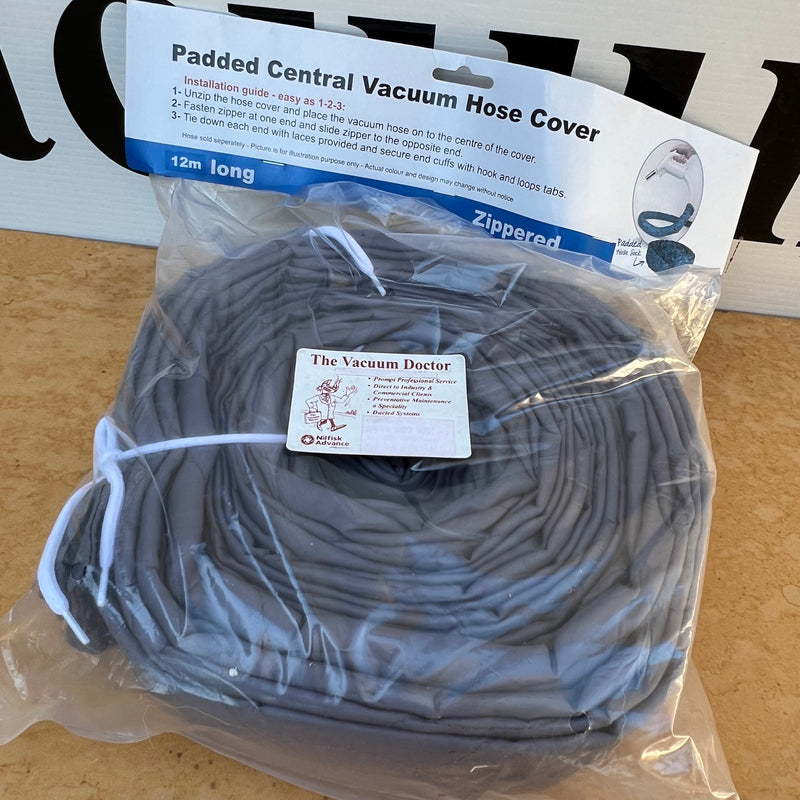 Padded Central Vacuum Hose Cover
Installation guide - easy as 1-2-3:
1- Unzip the hose cover and place the vacuum hose on to the centre of the cover.
2- Fasten zipper at one end and slide zipper to the opposite end.
3- Tie down each end with laces provided and secure end cuffs with hook and loops tabs.
Hose sold seperately - Picture is for illustration purpose only - Actual colour and design may change without notice
12m long
Zippered
Padded
Hose Sock
The Vacuum Doctor
• Prompt Professional Service
• Direct to Industry &
Commercial Clients
• Preventative Maintenance
a Speciality
• Ducted Systems
Nilfisk
Advance